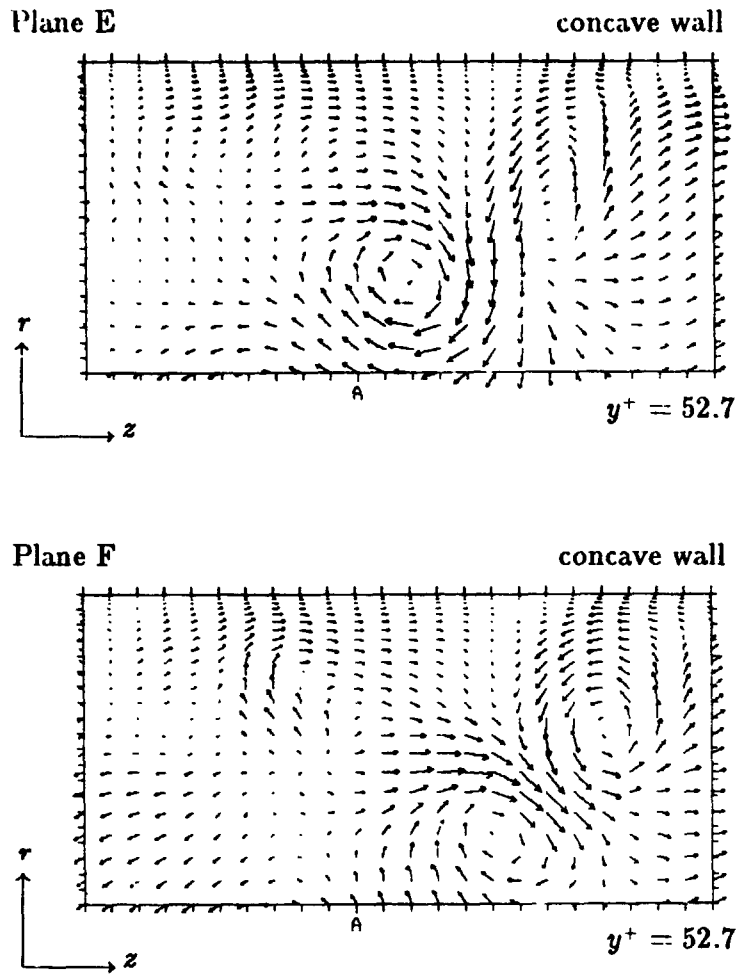 Plane E concave wall
r
A
y⁺ = 52.7
z
Plane F concave wall
r
A
y⁺ = 52.7
z